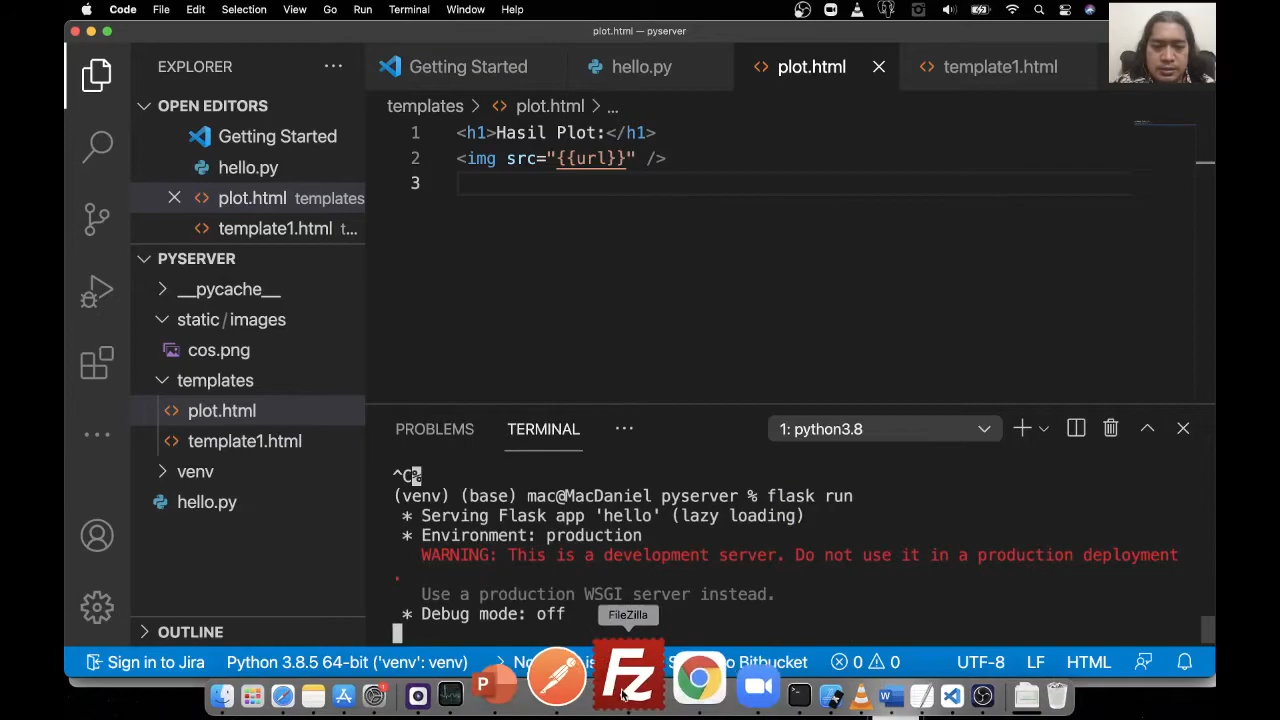 Code File Edit Selection View Go Run Terminal Window Help
plot.html — pyserver
EXPLORER
Getting Started
hello.py
plot.html
template1.html
OPEN EDITORS
Getting Started
hello.py
plot.html templates
template1.html t...
PYSERVER
__pycache__
static/images
cos.png
templates
plot.html
template1.html
venv
hello.py
OUTLINE
templates > plot.html > ...
1 <h1>Hasil Plot:</h1>
2 <img src="{{url}}" />
3
PROBLEMS TERMINAL 1: python3.8
^C%
(venv) (base) mac@MacDaniel pyserver % flask run
* Serving Flask app 'hello' (lazy loading)
* Environment: production
WARNING: This is a development server. Do not use it in a production deployment
.
Use a production WSGI server instead.
* Debug mode: off
FileZilla
Sign in to Jira Python 3.8.5 64-bit ('venv': venv) Bitbucket 0 0 UTF-8 LF HTML